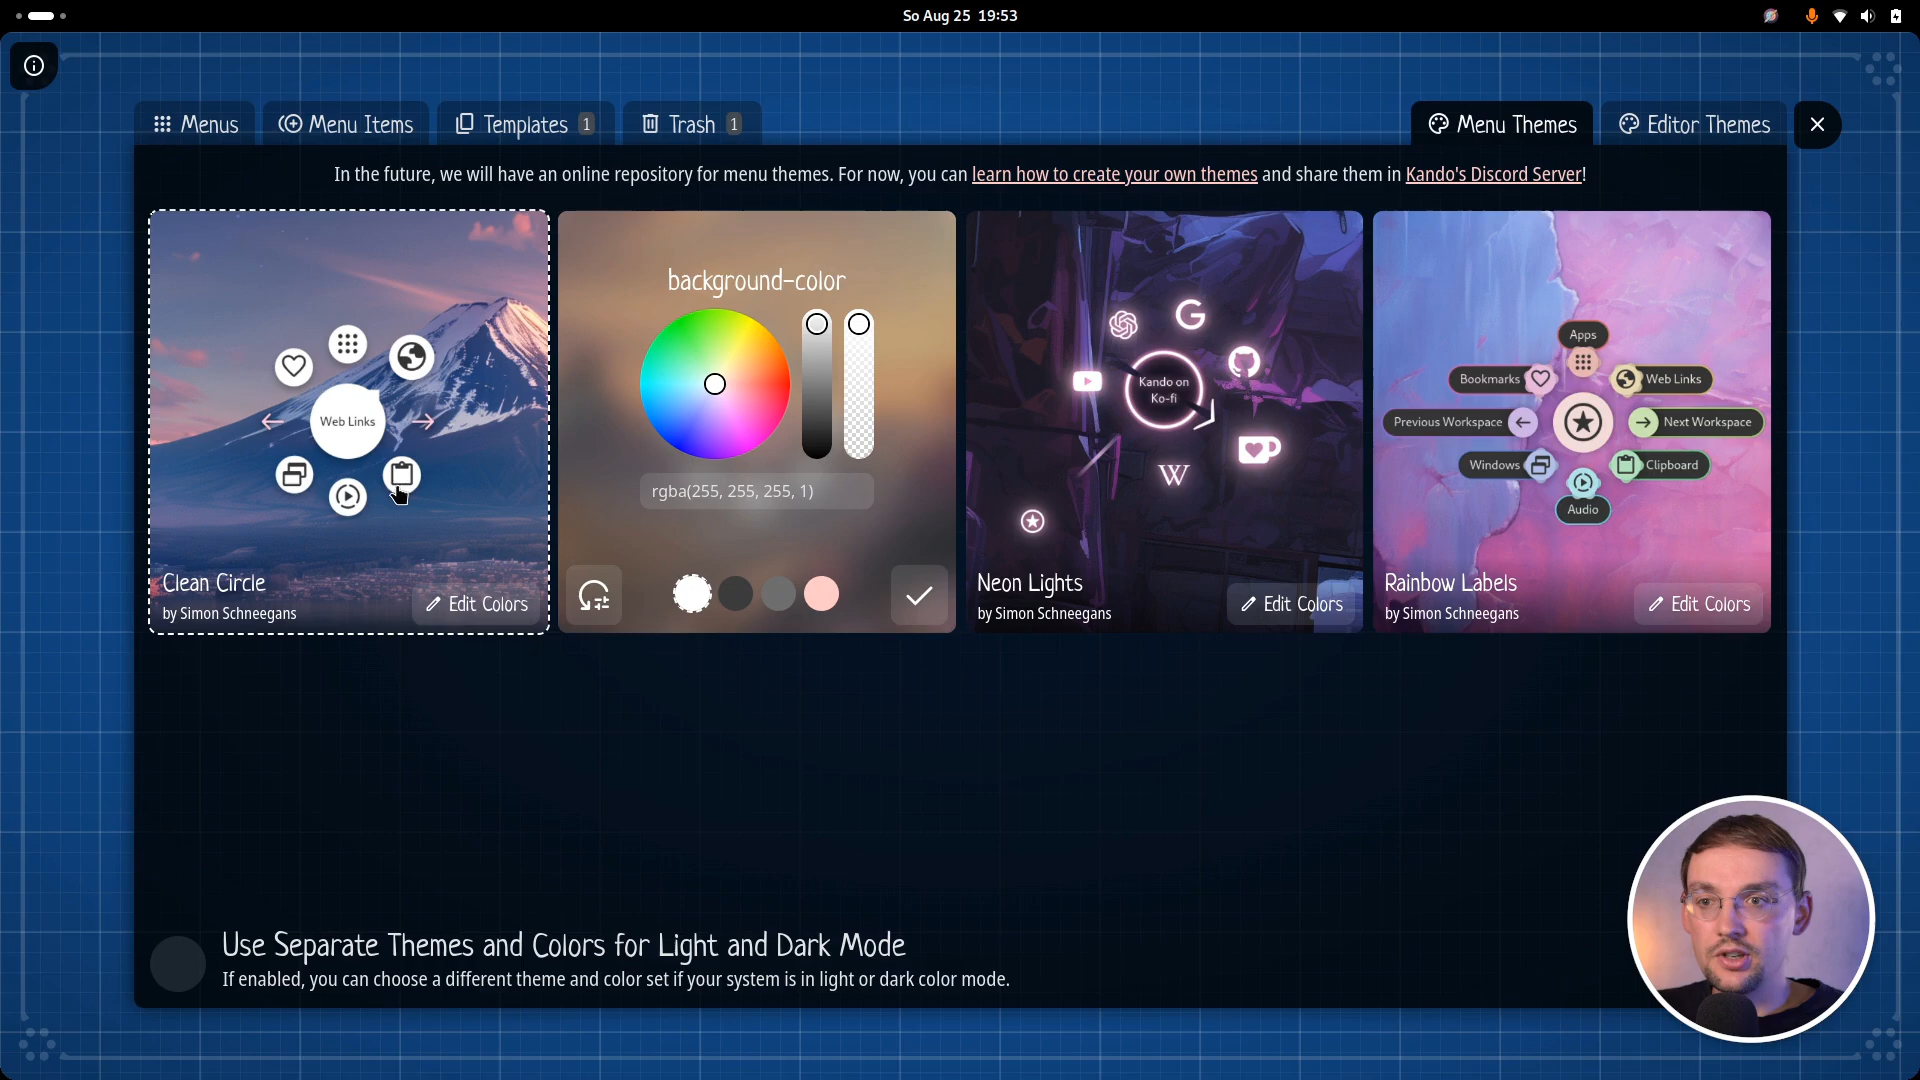 So Aug 25 19:53
Menus
Menu Items
Templates 1
Trash 1
Menu Themes
Editor Themes
In the future, we will have an online repository for menu themes. For now, you can learn how to create your own themes and share them in Kando's Discord Server!
Web Links
Clean Circle
by Simon Schneegans
Edit Colors
background-color
rgba(255, 255, 255, 1)
G
Kando on
Ko-fi
W
Neon Lights
by Simon Schneegans
Edit Colors
Apps
Bookmarks
Web Links
Previous Workspace
Next Workspace
Windows
Clipboard
Audio
Rainbow Labels
by Simon Schneegans
Edit Colors
Use Separate Themes and Colors for Light and Dark Mode
If enabled, you can choose a different theme and color set if your system is in light or dark color mode.